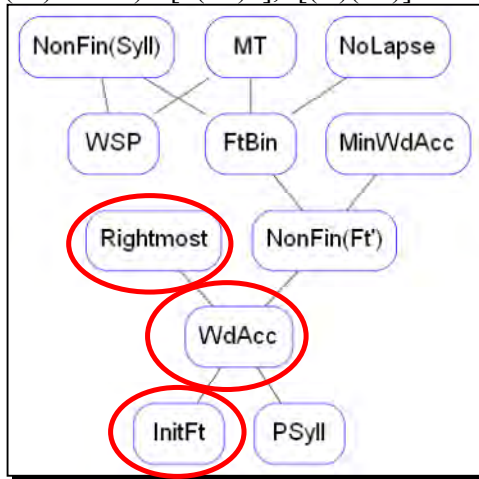 NonFin(Syll) MT NoLapse
WSP FtBin MinWdAcc
Rightmost NonFin(Ft')
WdAcc
InitFt PSyll